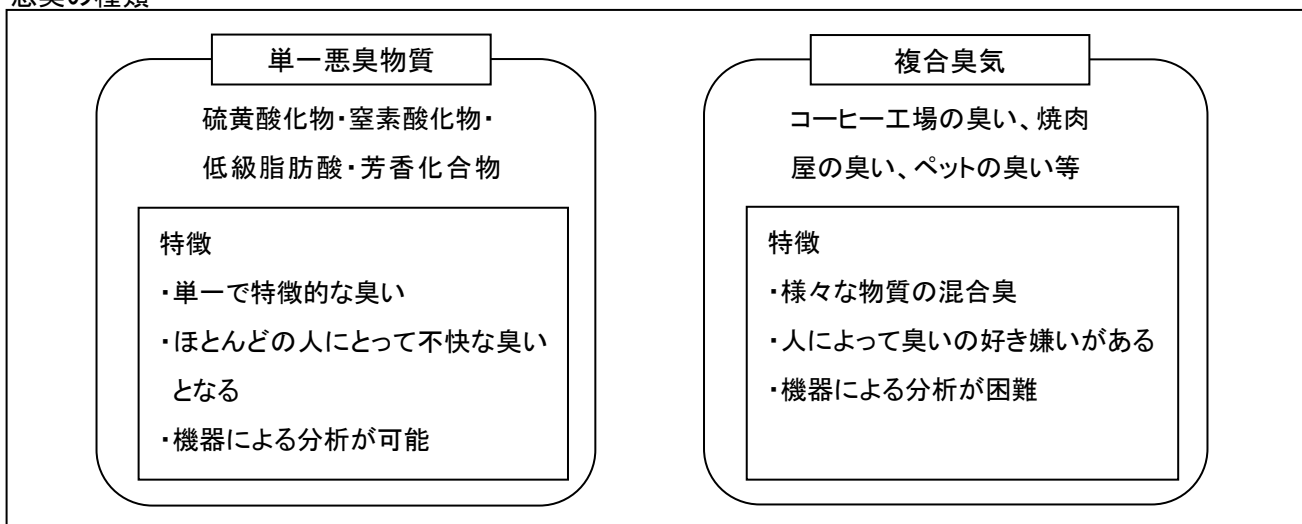 悪臭の種類
単一悪臭物質
硫黄酸化物・窒素酸化物・
低級脂肪酸・芳香化合物
特徴
・単一で特徴的な臭い
・ほとんどの人にとって不快な臭い
となる
・機器による分析が可能
複合臭気
コーヒー工場の臭い、焼肉
屋の臭い、ペットの臭い等
特徴
・様々な物質の混合臭
・人によって臭いの好き嫌いがある
・機器による分析が困難